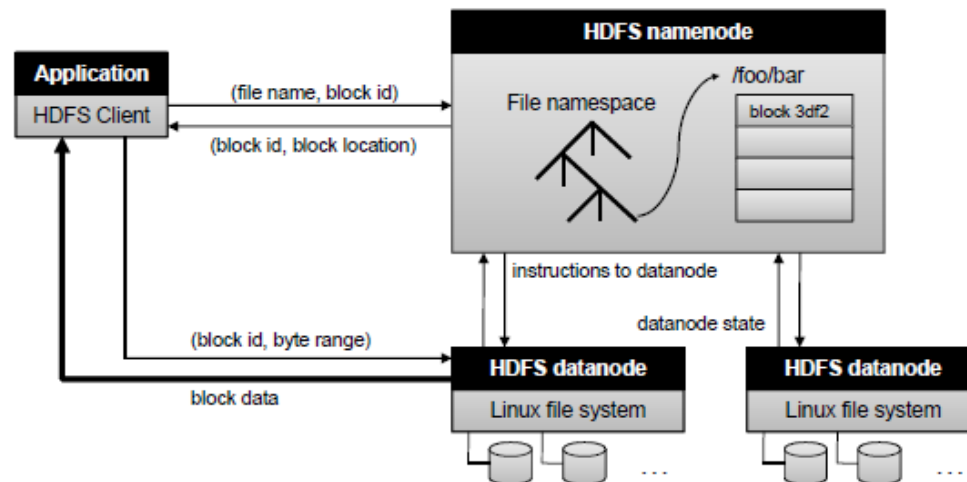 HDFS namenode
Application
HDFS Client
(file name, block id)
(block id, block location)
File namespace
/foo/bar
block 3df2
instructions to datanode
datanode state
(block id, byte range)
block data
HDFS datanode
Linux file system
. . .
HDFS datanode
Linux file system
. . .